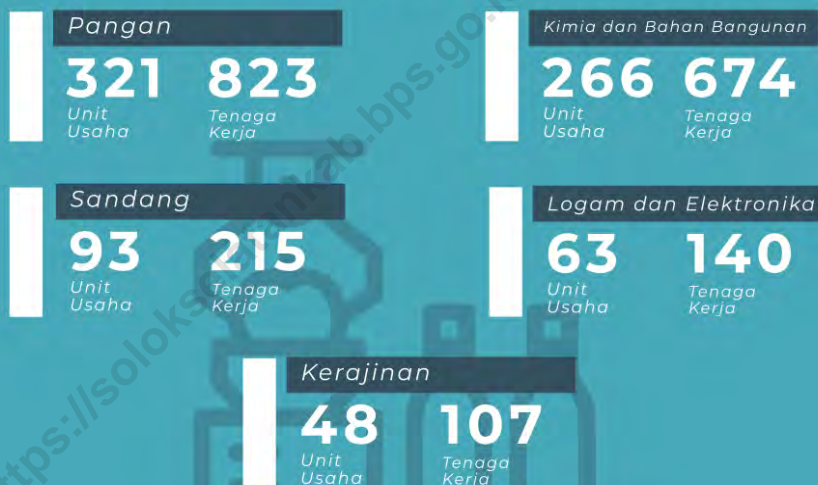 Pangan
321 823
Unit Usaha Tenaga Kerja
Kimia dan Bahan Bangunan
266 674
Unit Usaha Tenaga Kerja
Sandang
93 215
Unit Usaha Tenaga Kerja
Logam dan Elektronika
63 140
Unit Usaha Tenaga Kerja
Kerajinan
48 107
Unit Usaha Tenaga Kerja